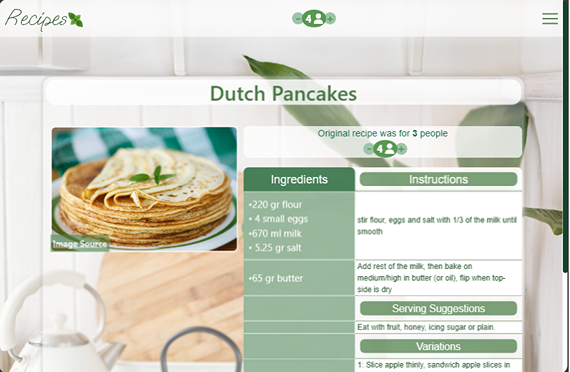 Recipes
- 4 +
Dutch Pancakes
Original recipe was for 3 people
- 4 +
Image Source
Ingredients
Instructions
•220 gr flour
• 4 small eggs
•670 ml milk
• 5.25 gr salt
stir flour, eggs and salt with 1/3 of the milk until
smooth
•65 gr butter
Add rest of the milk, then bake on
medium/high in butter (or oil), flip when top-
side is dry
Serving Suggestions
Eat with fruit, honey, icing sugar or plain.
Variations
1. Slice apple thinly, sandwich apple slices in